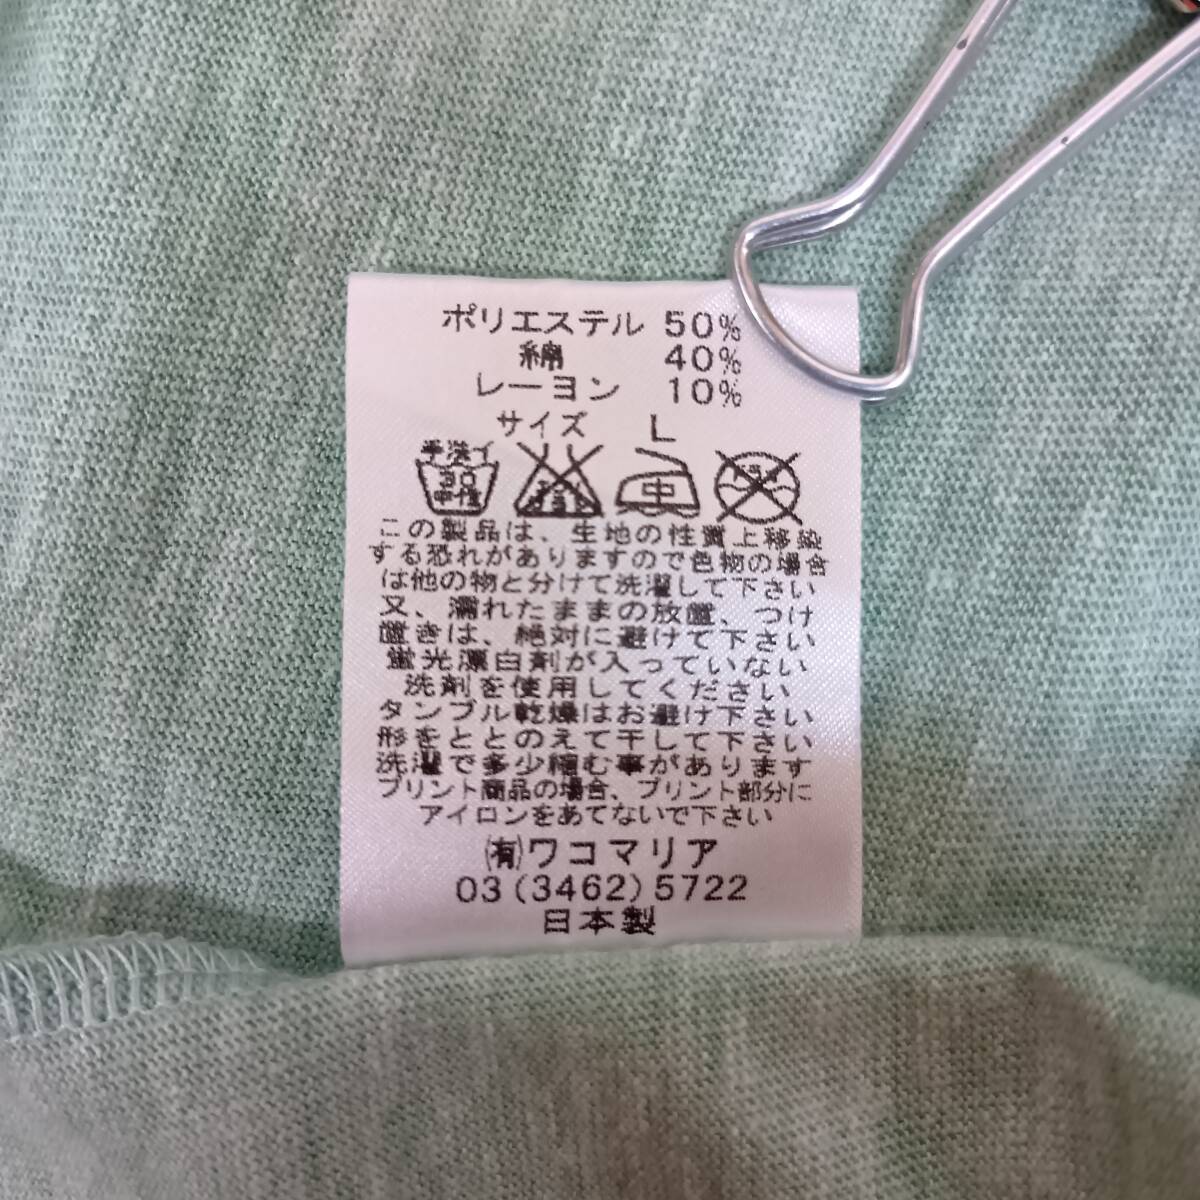 ポリエステル 50%
綿 40%
レーヨン 10%
サイズ L
手洗イ
30
中性
エンソ
サラシ
中
ドライ
この製品は、生地の性質上移染
する恐れがありますので色物の場合
は他の物と分けて洗濯して下さい
又、濡れたままの放置、つけ
置きは、絶対に避けて下さい
蛍光漂白剤が入っていない
洗剤を使用してください
タンブル乾燥はお避け下さい
形をととのえて干して下さい
洗濯で多少縮む事があります
プリント商品の場合、プリント部分に
アイロンをあてないで下さい
㈲ワコマリア
03(3462)5722
日本製